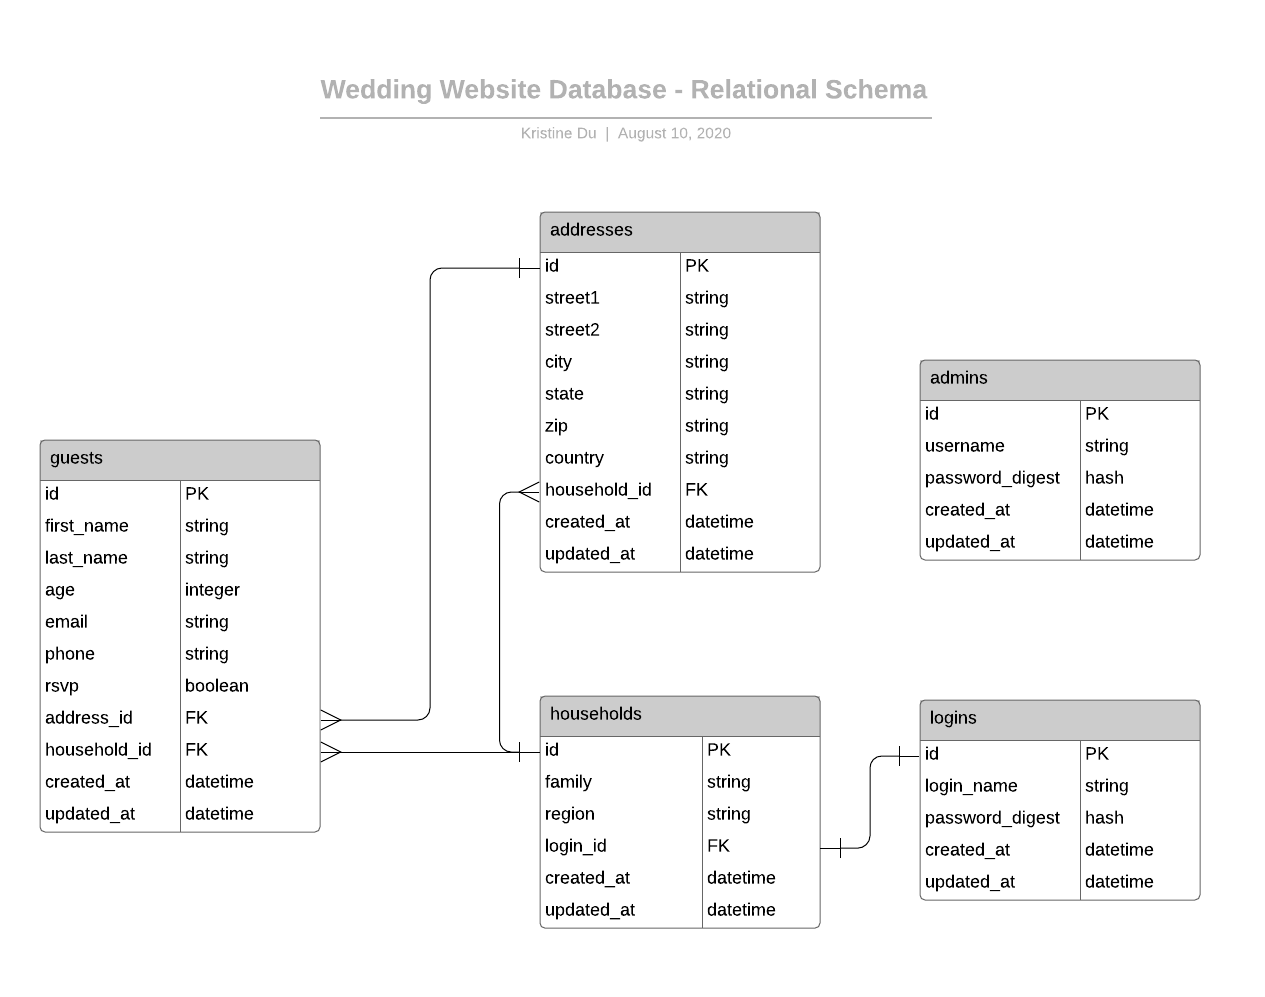 Wedding Website Database - Relational Schema
Kristine Du | August 10, 2020
addresses
id PK
street1 string
street2 string
city string
state string
zip string
country string
household_id FK
created_at datetime
updated_at datetime
admins
id PK
username string
password_digest hash
created_at datetime
updated_at datetime
guests
id PK
first_name string
last_name string
age integer
email string
phone string
rsvp boolean
address_id FK
household_id FK
created_at datetime
updated_at datetime
households
id PK
family string
region string
login_id FK
created_at datetime
updated_at datetime
logins
id PK
login_name string
password_digest hash
created_at datetime
updated_at datetime